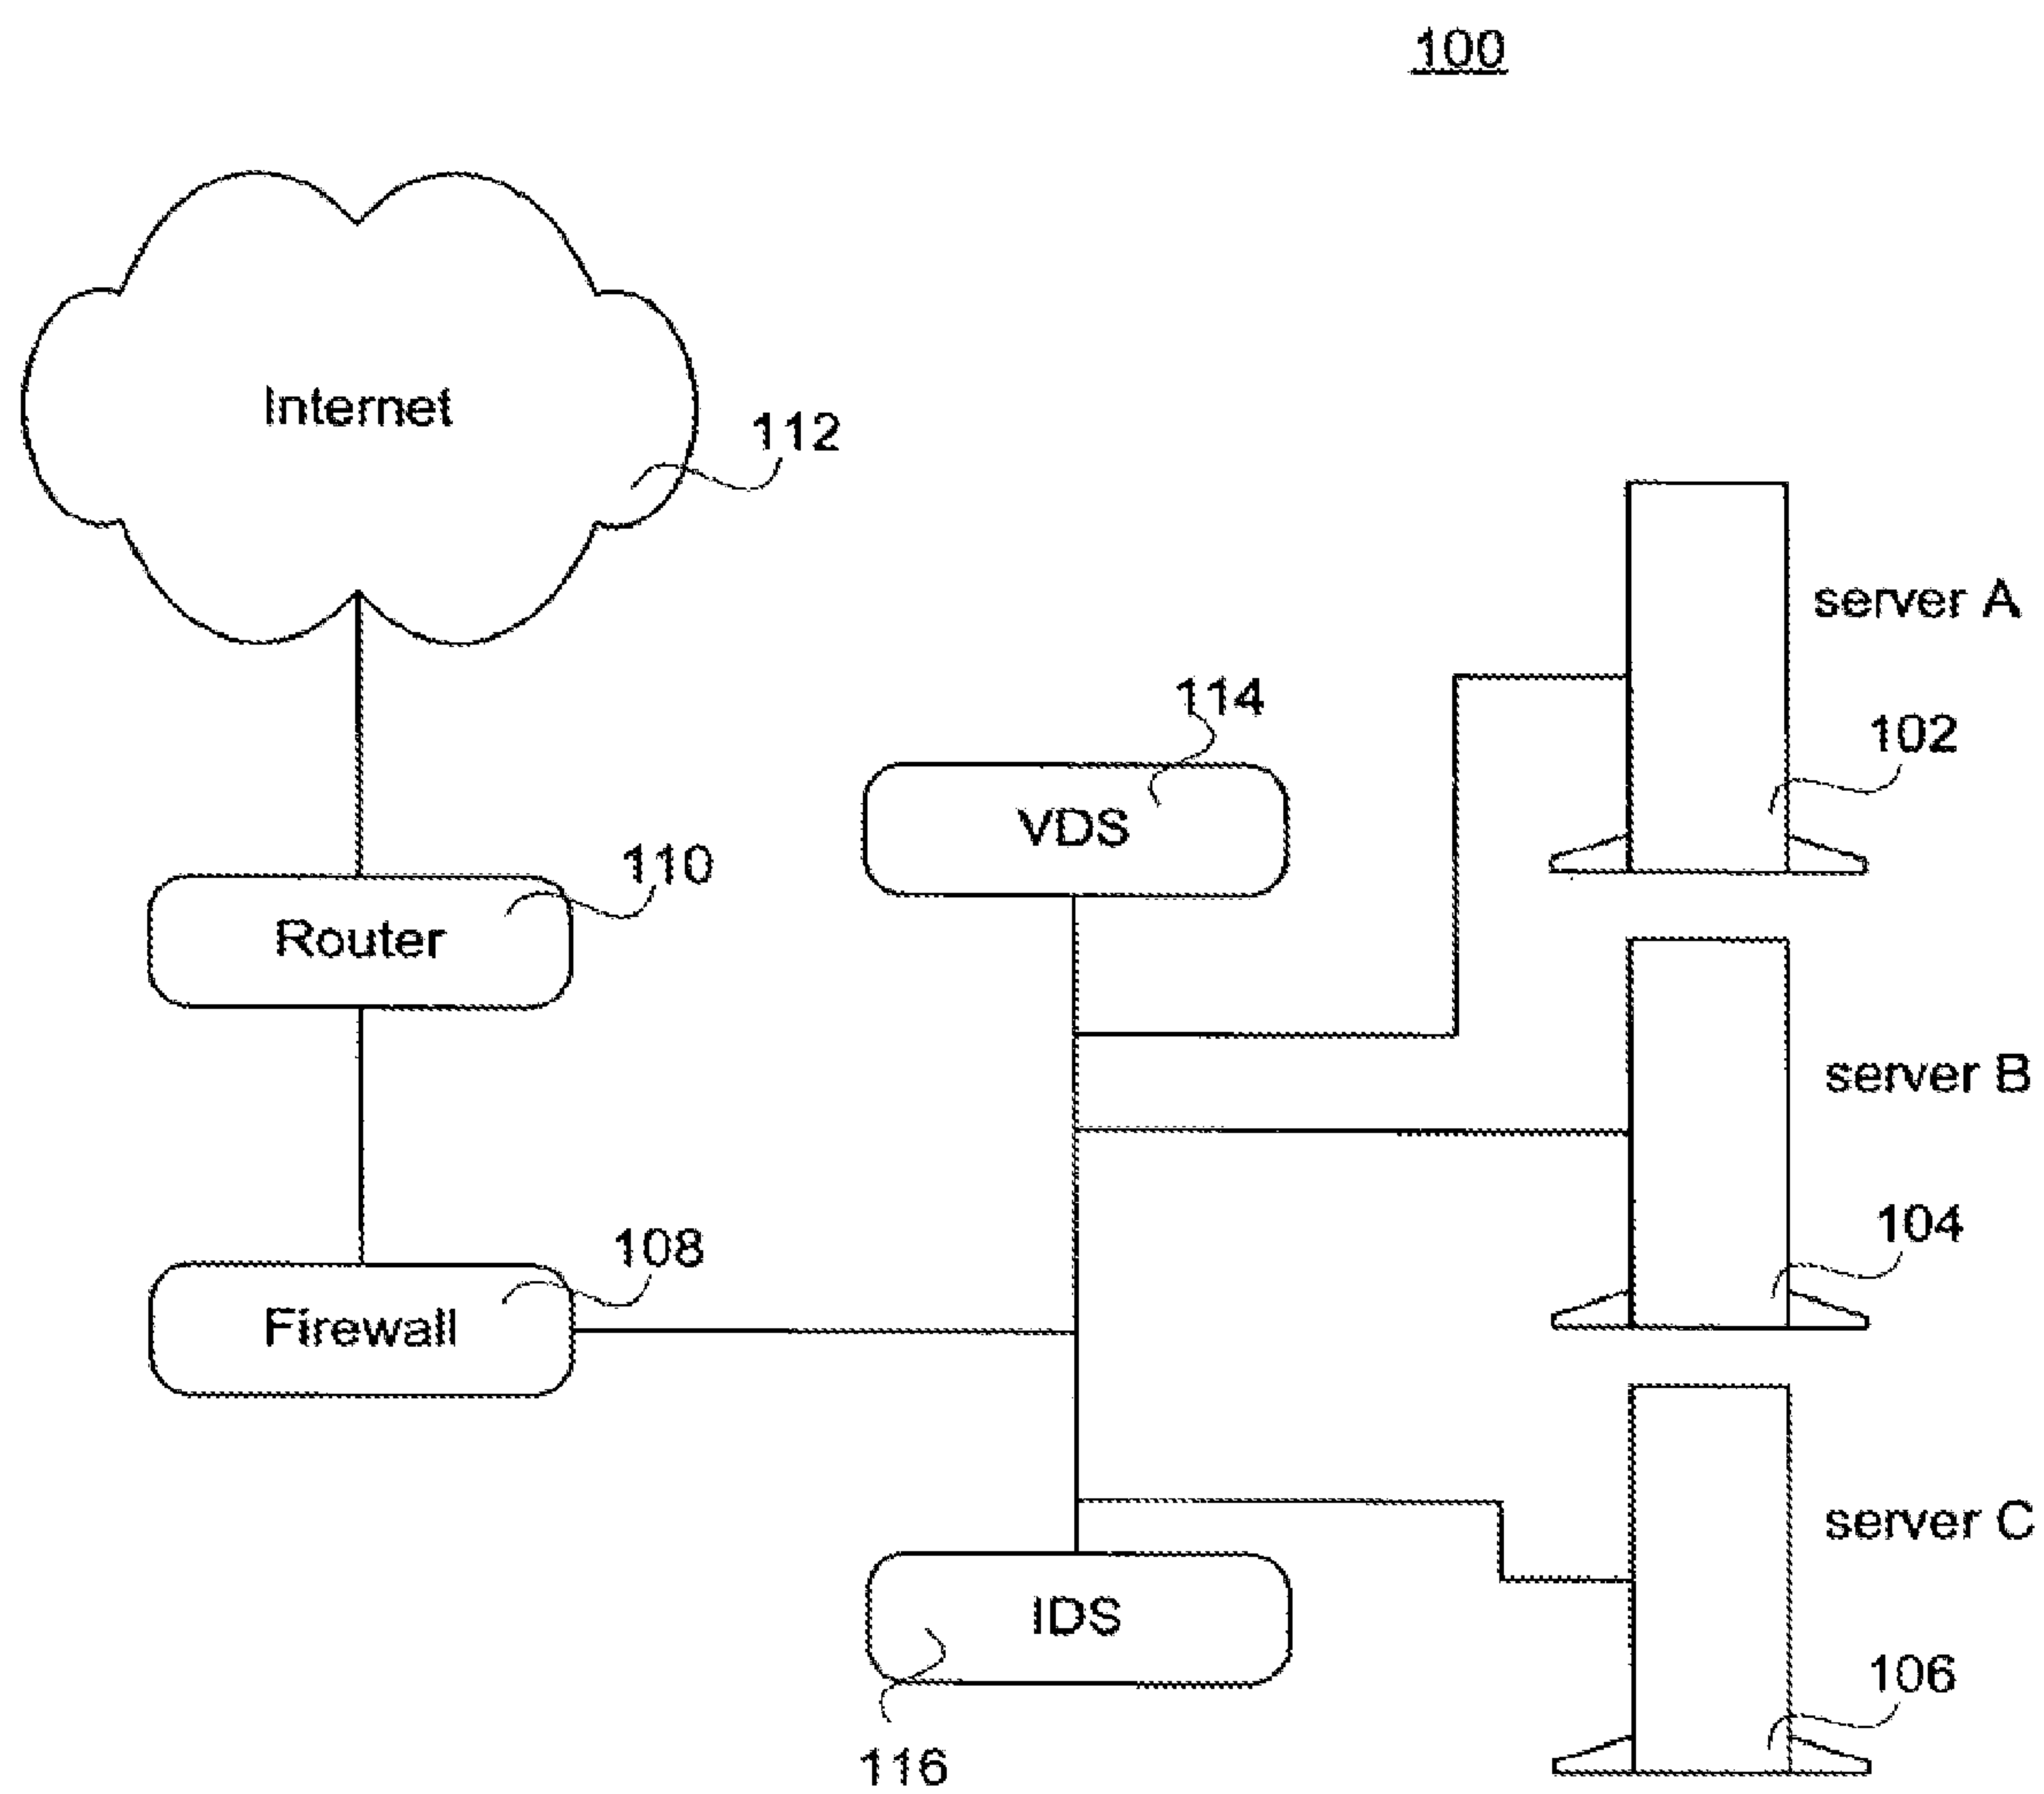 100
Internet
112
server A
114
102
VDS
110
Router
server B
104
108
Firewall
server C
IDS
106
116